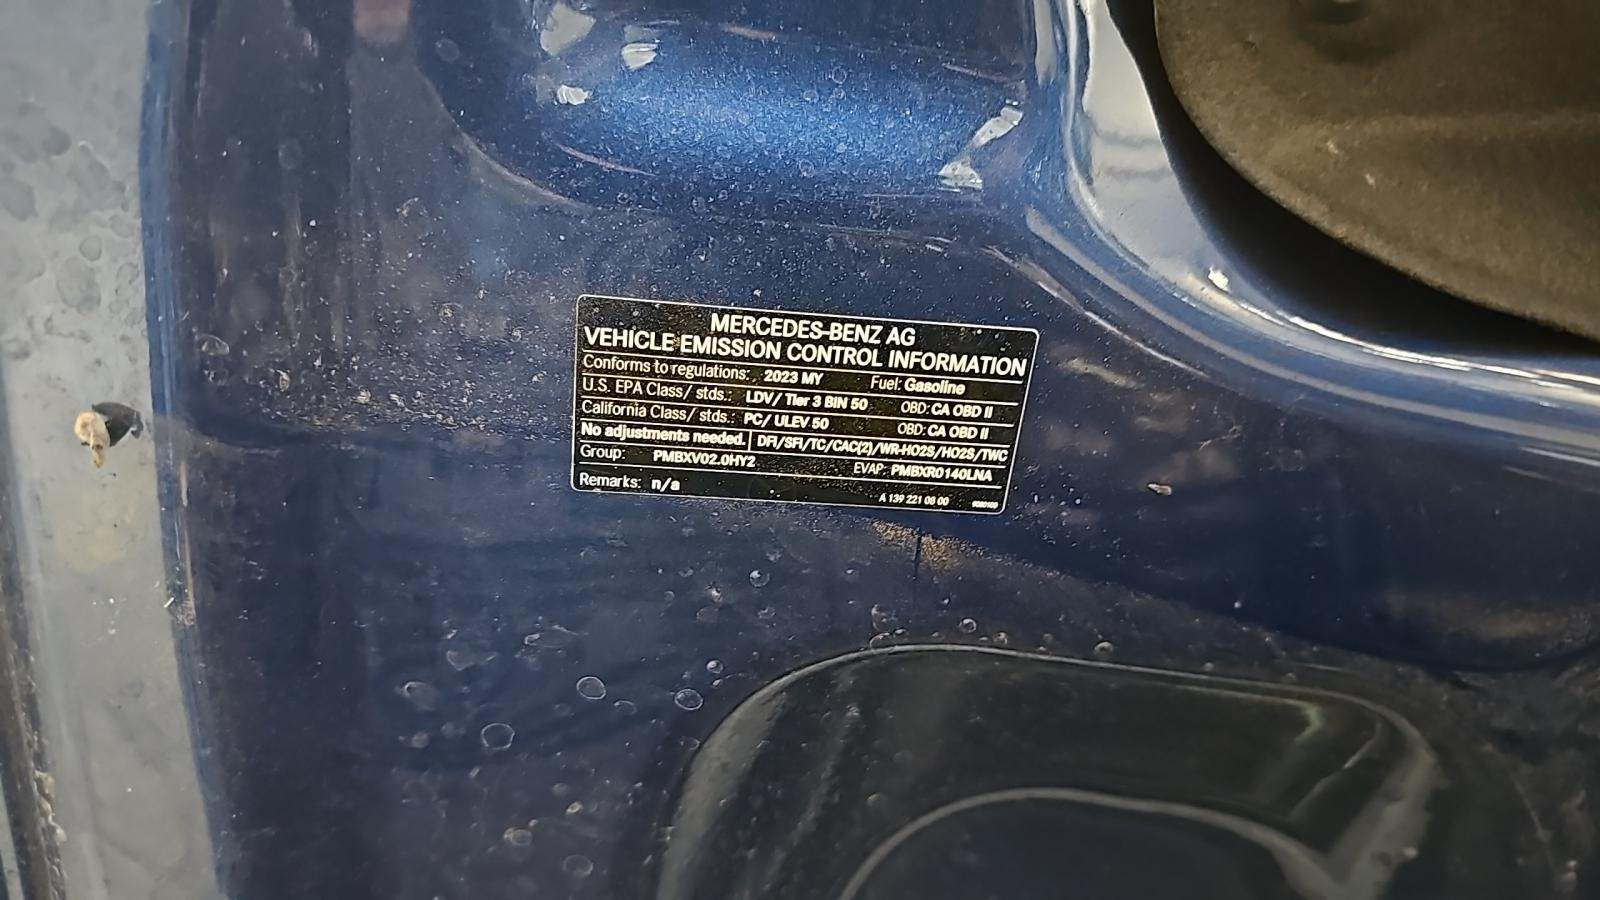 MERCEDES-BENZ AG
VEHICLE EMISSION CONTROL INFORMATION
Conforms to regulations: 2023 MY Fuel: Gasoline
U.S. EPA Class/ stds.: LDV/ Tier 3 BIN 50 OBD: CA OBD II
California Class/ stds.: PC/ ULEV 50 OBD: CA OBD II
No adjustments needed. DFI/SFI/TC/CAC(2)/WR-HO2S/HO2S/TWC
Group: PMBXV02.0HY2 EVAP: PMBXR0140LNA
Remarks: n/a
A 139 221 08 00